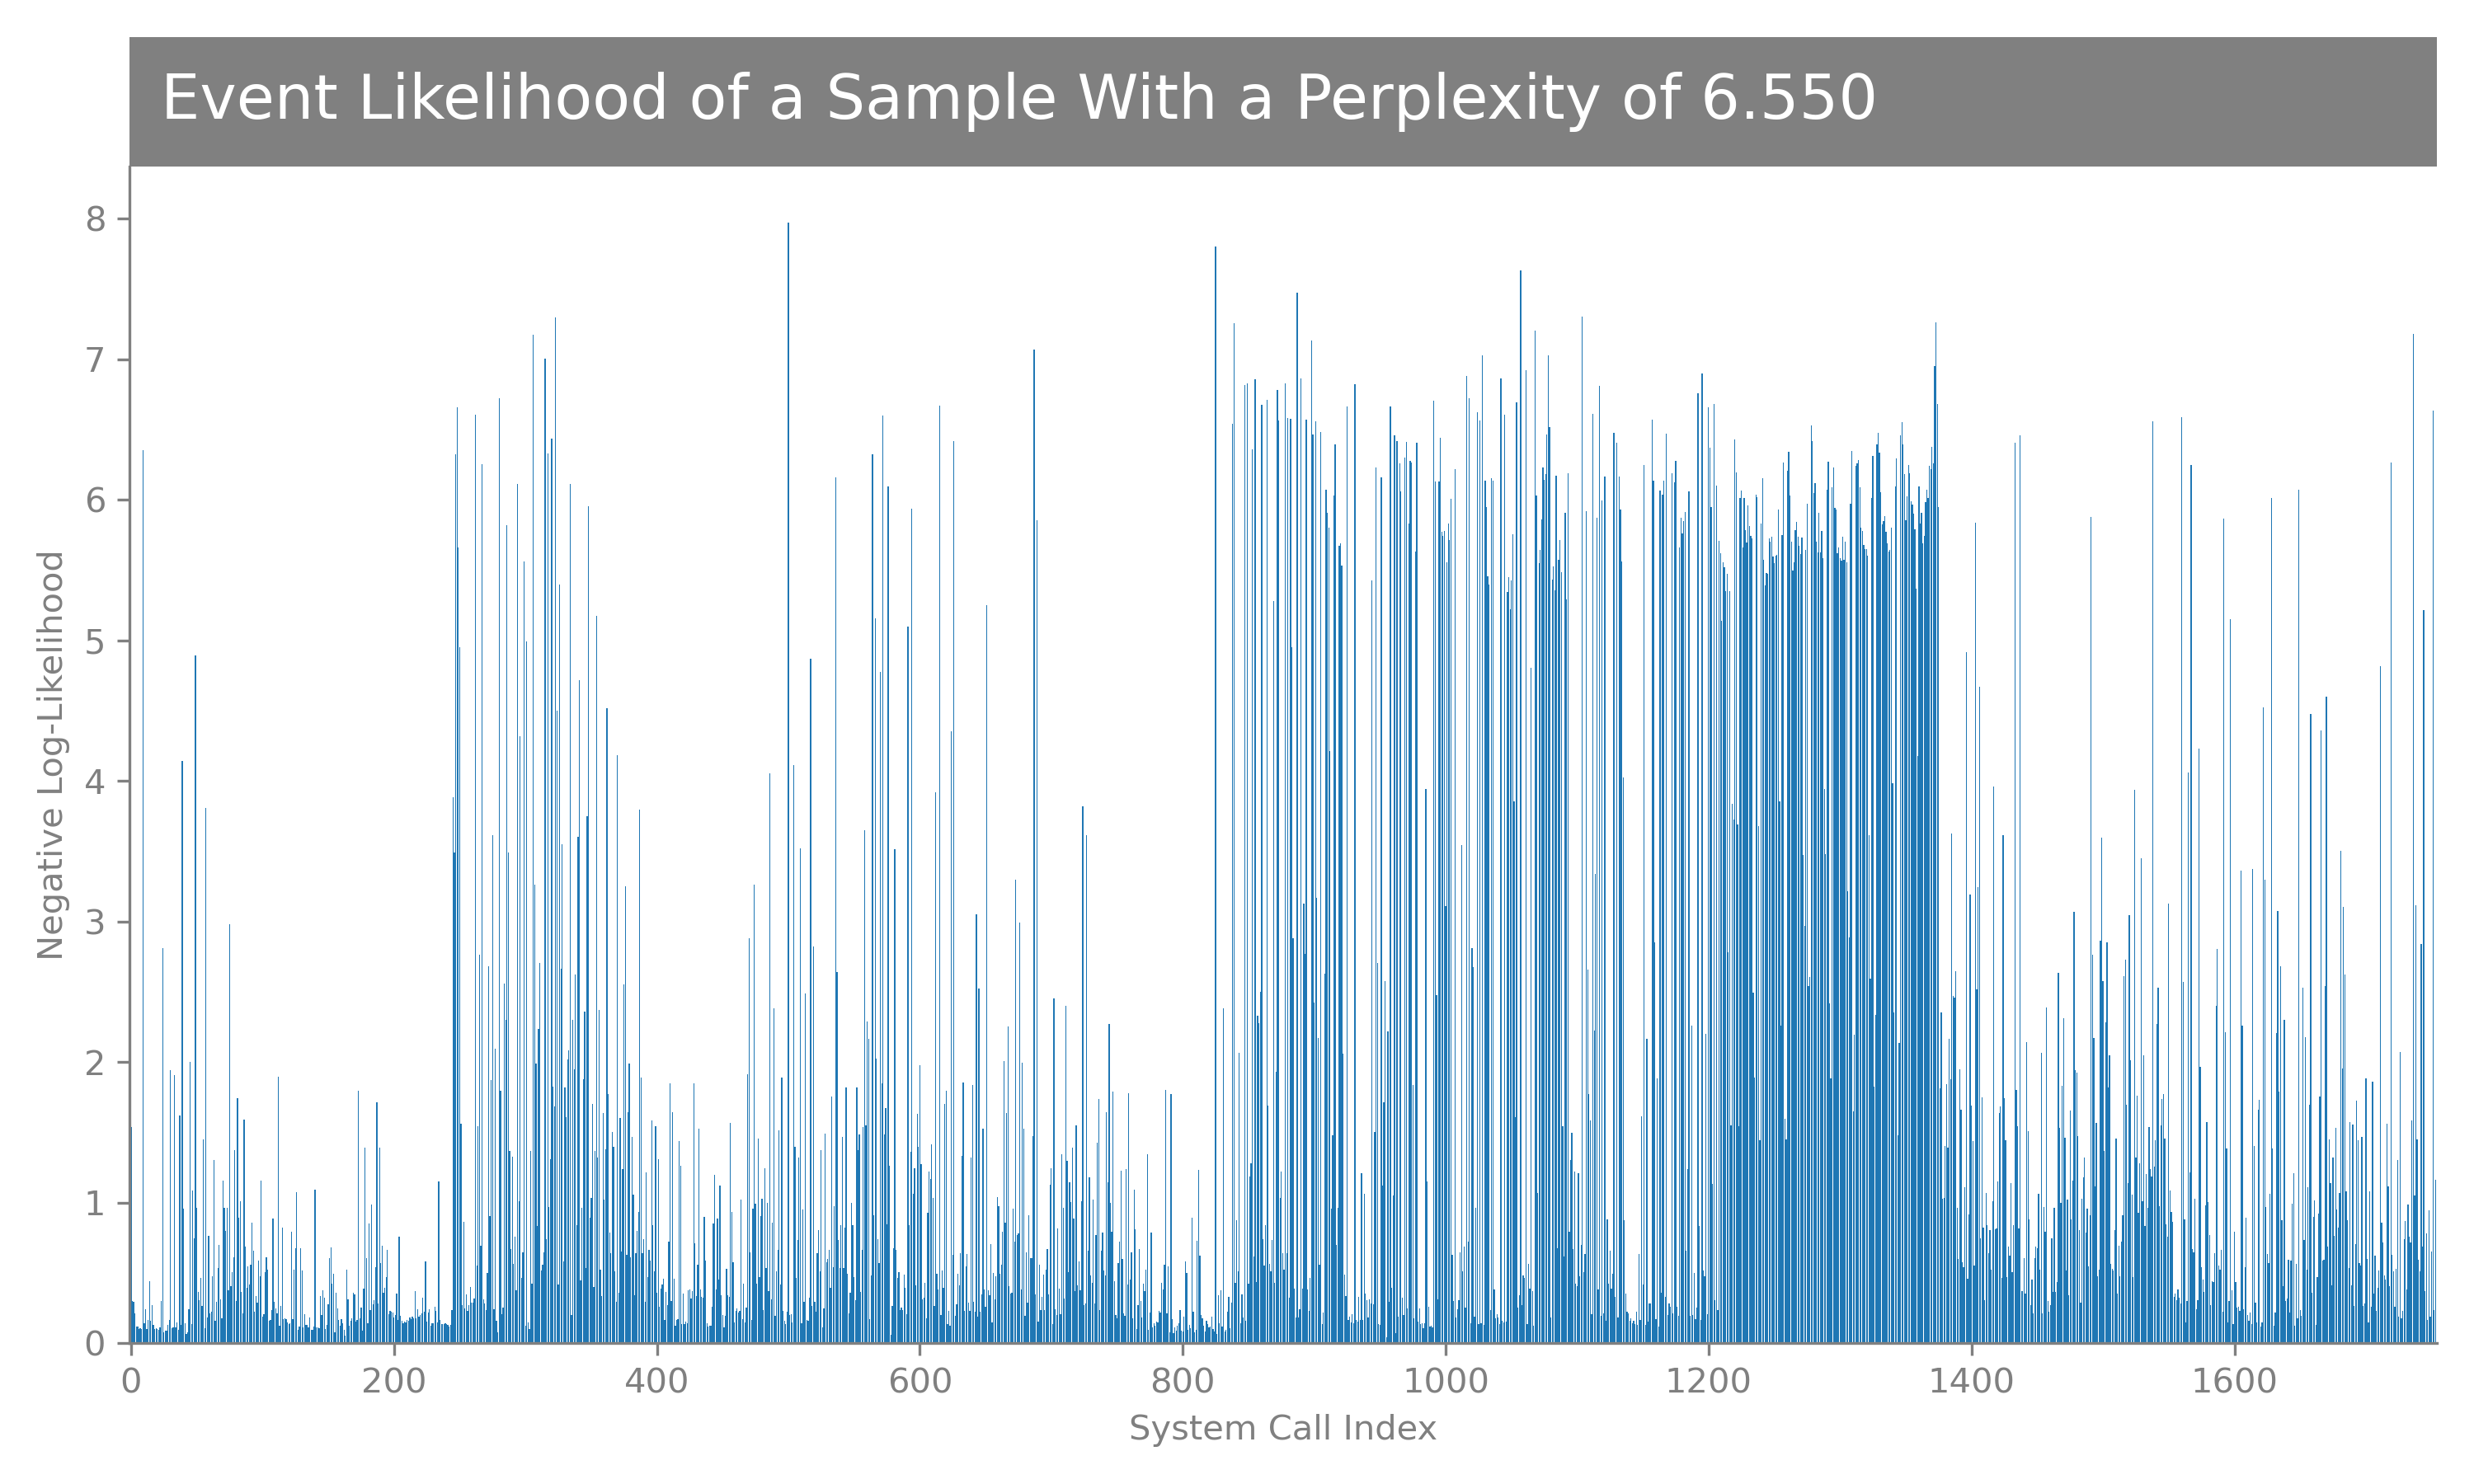 Event Likelihood of a Sample With a Perplexity of 6.550
8
7
6
5
4
3
2
1
0
Negative Log-Likelihood
0 200 400 600 800 1000 1200 1400 1600
System Call Index